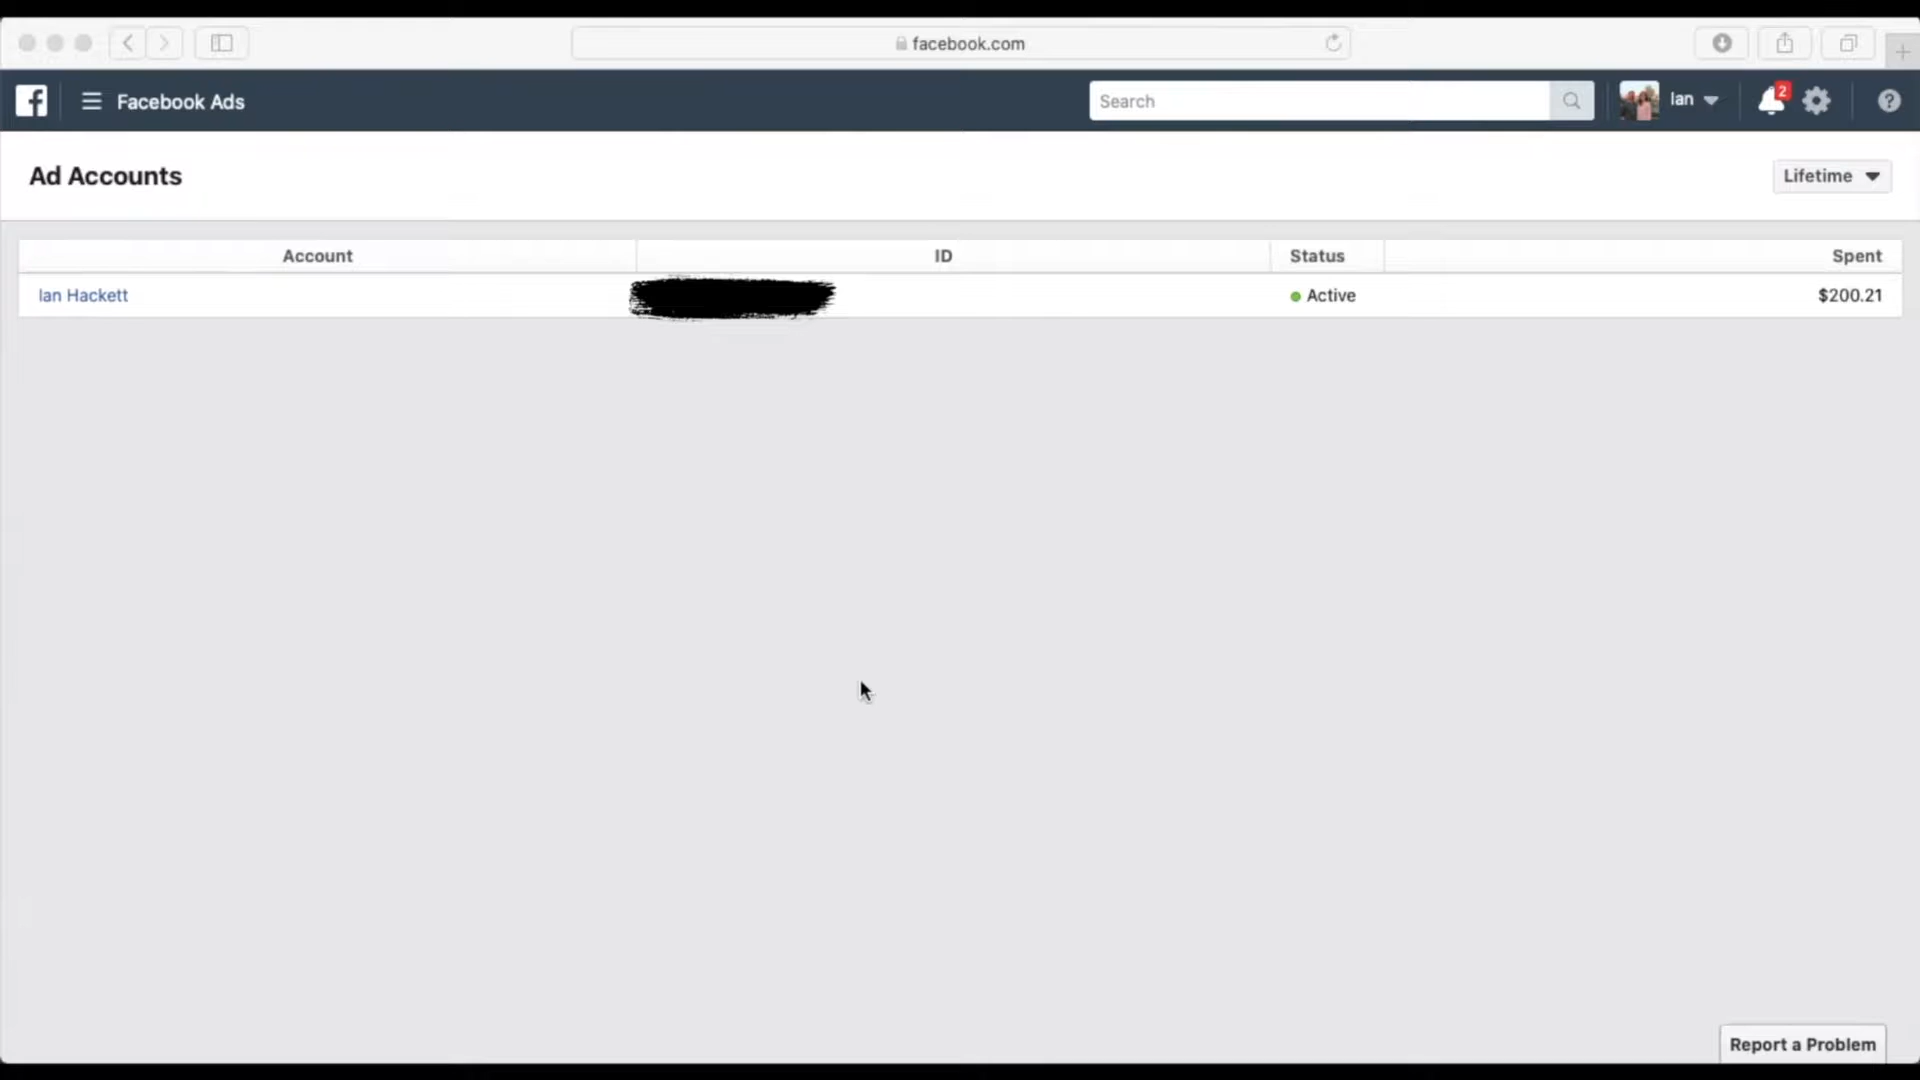 facebook.com
Facebook Ads
Search
Ian
2
Ad Accounts
Lifetime
Account ID Status Spent
Ian Hackett Active $200.21
Report a Problem